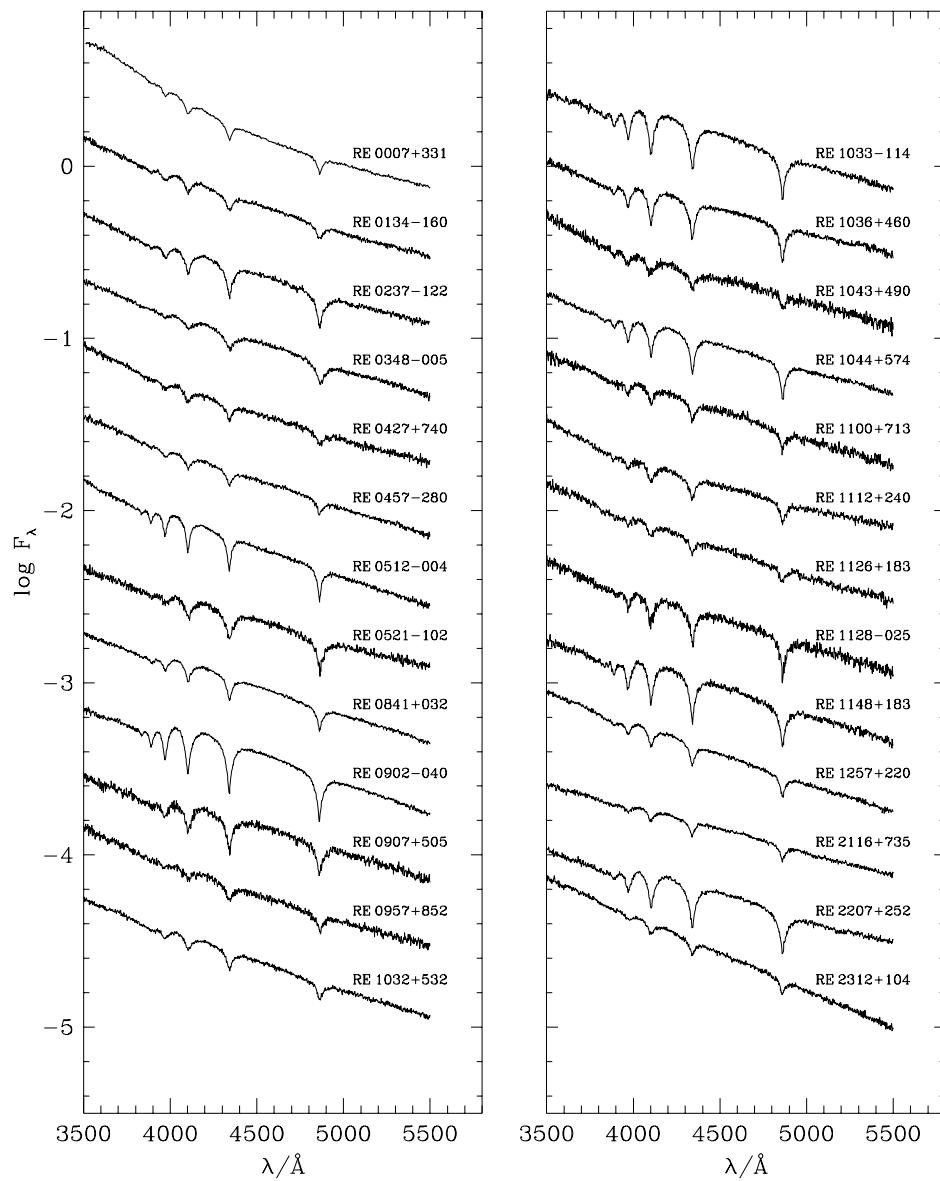 RE 0007+331
RE 0134−160
RE 0237−122
RE 0348−005
RE 0427+740
RE 0457−280
RE 0512−004
RE 0521−102
RE 0841+032
RE 0902−040
RE 0907+505
RE 0957+852
RE 1032+532
0
−1
−2
−3
−4
−5
log Fλ
3500 4000 4500 5000 5500
λ/Å
RE 1033−114
RE 1036+460
RE 1043+490
RE 1044+574
RE 1100+713
RE 1112+240
RE 1126+183
RE 1128−025
RE 1148+183
RE 1257+220
RE 2116+735
RE 2207+252
RE 2312+104
3500 4000 4500 5000 5500
λ/Å